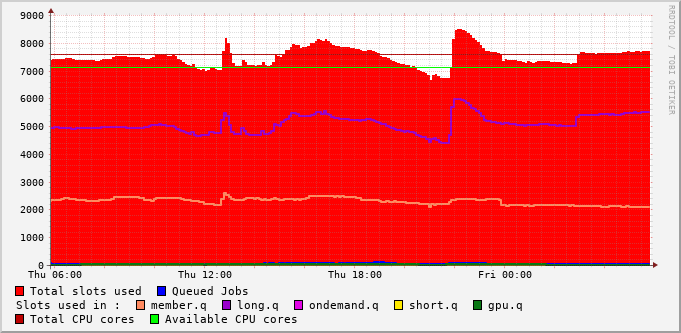 9000
8000
7000
6000
5000
4000
3000
2000
1000
0
Thu 06:00 Thu 12:00 Thu 18:00 Fri 00:00
RRDTOOL / TOBI OETIKER
Total slots used Queued Jobs
Slots used in : member.q long.q ondemand.q short.q gpu.q
Total CPU cores Available CPU cores